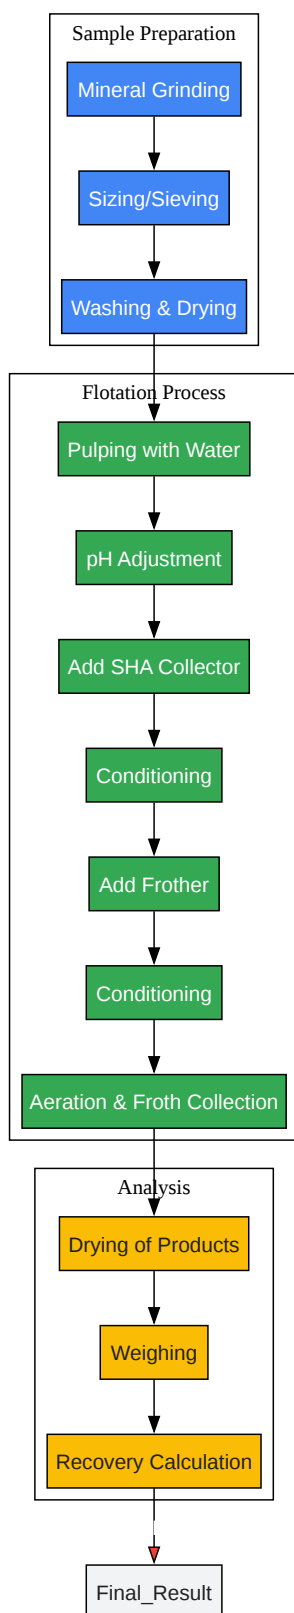 Sample Preparation
Mineral Grinding
Sizing/Sieving
Washing & Drying
Flotation Process
Pulping with Water
pH Adjustment
Add SHA Collector
Conditioning
Add Frother
Conditioning
Aeration & Froth Collection
Analysis
Drying of Products
Weighing
Recovery Calculation
Final_Result